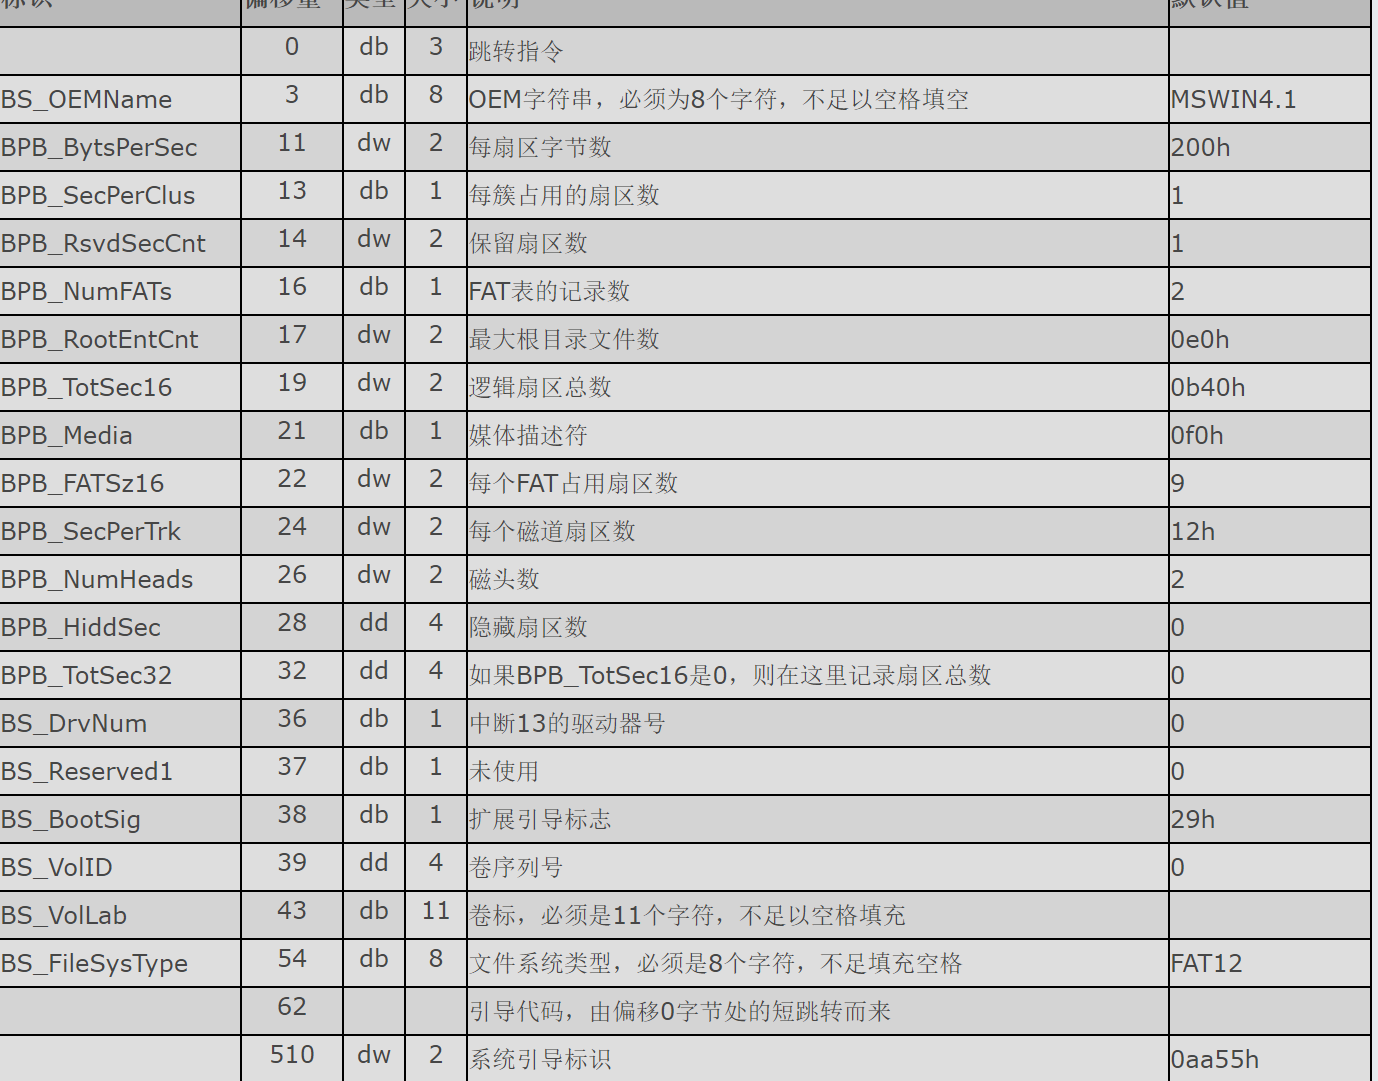 标识 偏移量 类型 大小 说明 默认值
0 db 3 跳转指令
BS_OEMName 3 db 8 OEM字符串，必须为8个字符，不足以空格填空 MSWIN4.1
BPB_BytsPerSec 11 dw 2 每扇区字节数 200h
BPB_SecPerClus 13 db 1 每簇占用的扇区数 1
BPB_RsvdSecCnt 14 dw 2 保留扇区数 1
BPB_NumFATs 16 db 1 FAT表的记录数 2
BPB_RootEntCnt 17 dw 2 最大根目录文件数 0e0h
BPB_TotSec16 19 dw 2 逻辑扇区总数 0b40h
BPB_Media 21 db 1 媒体描述符 0f0h
BPB_FATSz16 22 dw 2 每个FAT占用扇区数 9
BPB_SecPerTrk 24 dw 2 每个磁道扇区数 12h
BPB_NumHeads 26 dw 2 磁头数 2
BPB_HiddSec 28 dd 4 隐藏扇区数 0
BPB_TotSec32 32 dd 4 如果BPB_TotSec16是0，则在这里记录扇区总数 0
BS_DrvNum 36 db 1 中断13的驱动器号 0
BS_Reserved1 37 db 1 未使用 0
BS_BootSig 38 db 1 扩展引导标志 29h
BS_VolID 39 dd 4 卷序列号 0
BS_VolLab 43 db 11 卷标，必须是11个字符，不足以空格填充
BS_FileSysType 54 db 8 文件系统类型，必须是8个字符，不足填充空格 FAT12
62 引导代码，由偏移0字节处的短跳转而来
510 dw 2 系统引导标识 0aa55h